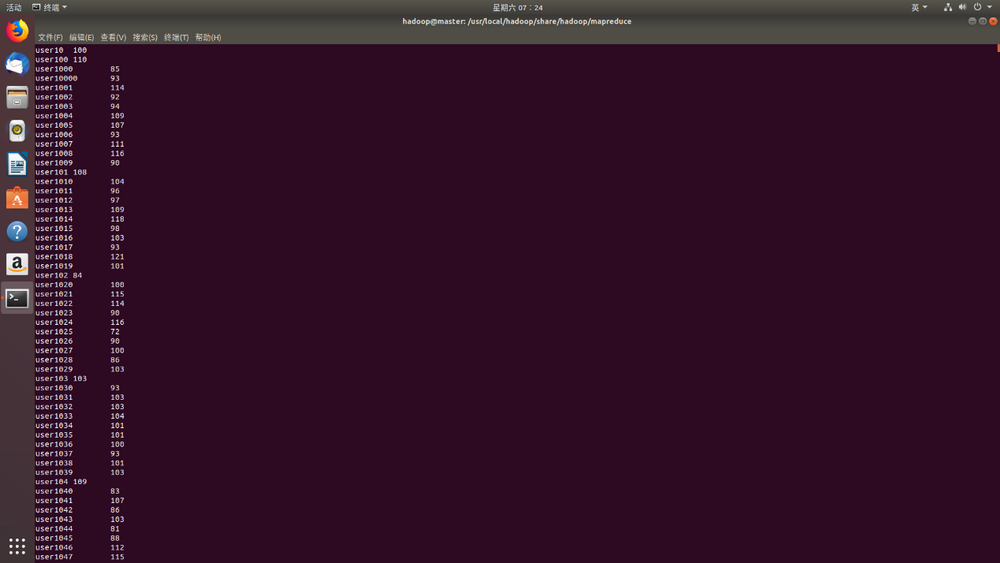 活动 终端 星期六 07：24 英
hadoop@master: /usr/local/hadoop/share/hadoop/mapreduce
文件(F) 编辑(E) 查看(V) 搜索(S) 终端(T) 帮助(H)
user10 100
user100 110
user1000 85
user10000 93
user1001 114
user1002 92
user1003 94
user1004 109
user1005 107
user1006 93
user1007 111
user1008 116
user1009 90
user101 108
user1010 104
user1011 96
user1012 97
user1013 109
user1014 118
user1015 98
user1016 103
user1017 93
user1018 121
user1019 101
user102 84
user1020 100
user1021 115
user1022 114
user1023 90
user1024 116
user1025 72
user1026 90
user1027 100
user1028 86
user1029 103
user103 103
user1030 93
user1031 103
user1032 103
user1033 104
user1034 101
user1035 101
user1036 100
user1037 93
user1038 101
user1039 103
user104 109
user1040 83
user1041 107
user1042 86
user1043 103
user1044 81
user1045 88
user1046 112
user1047 115